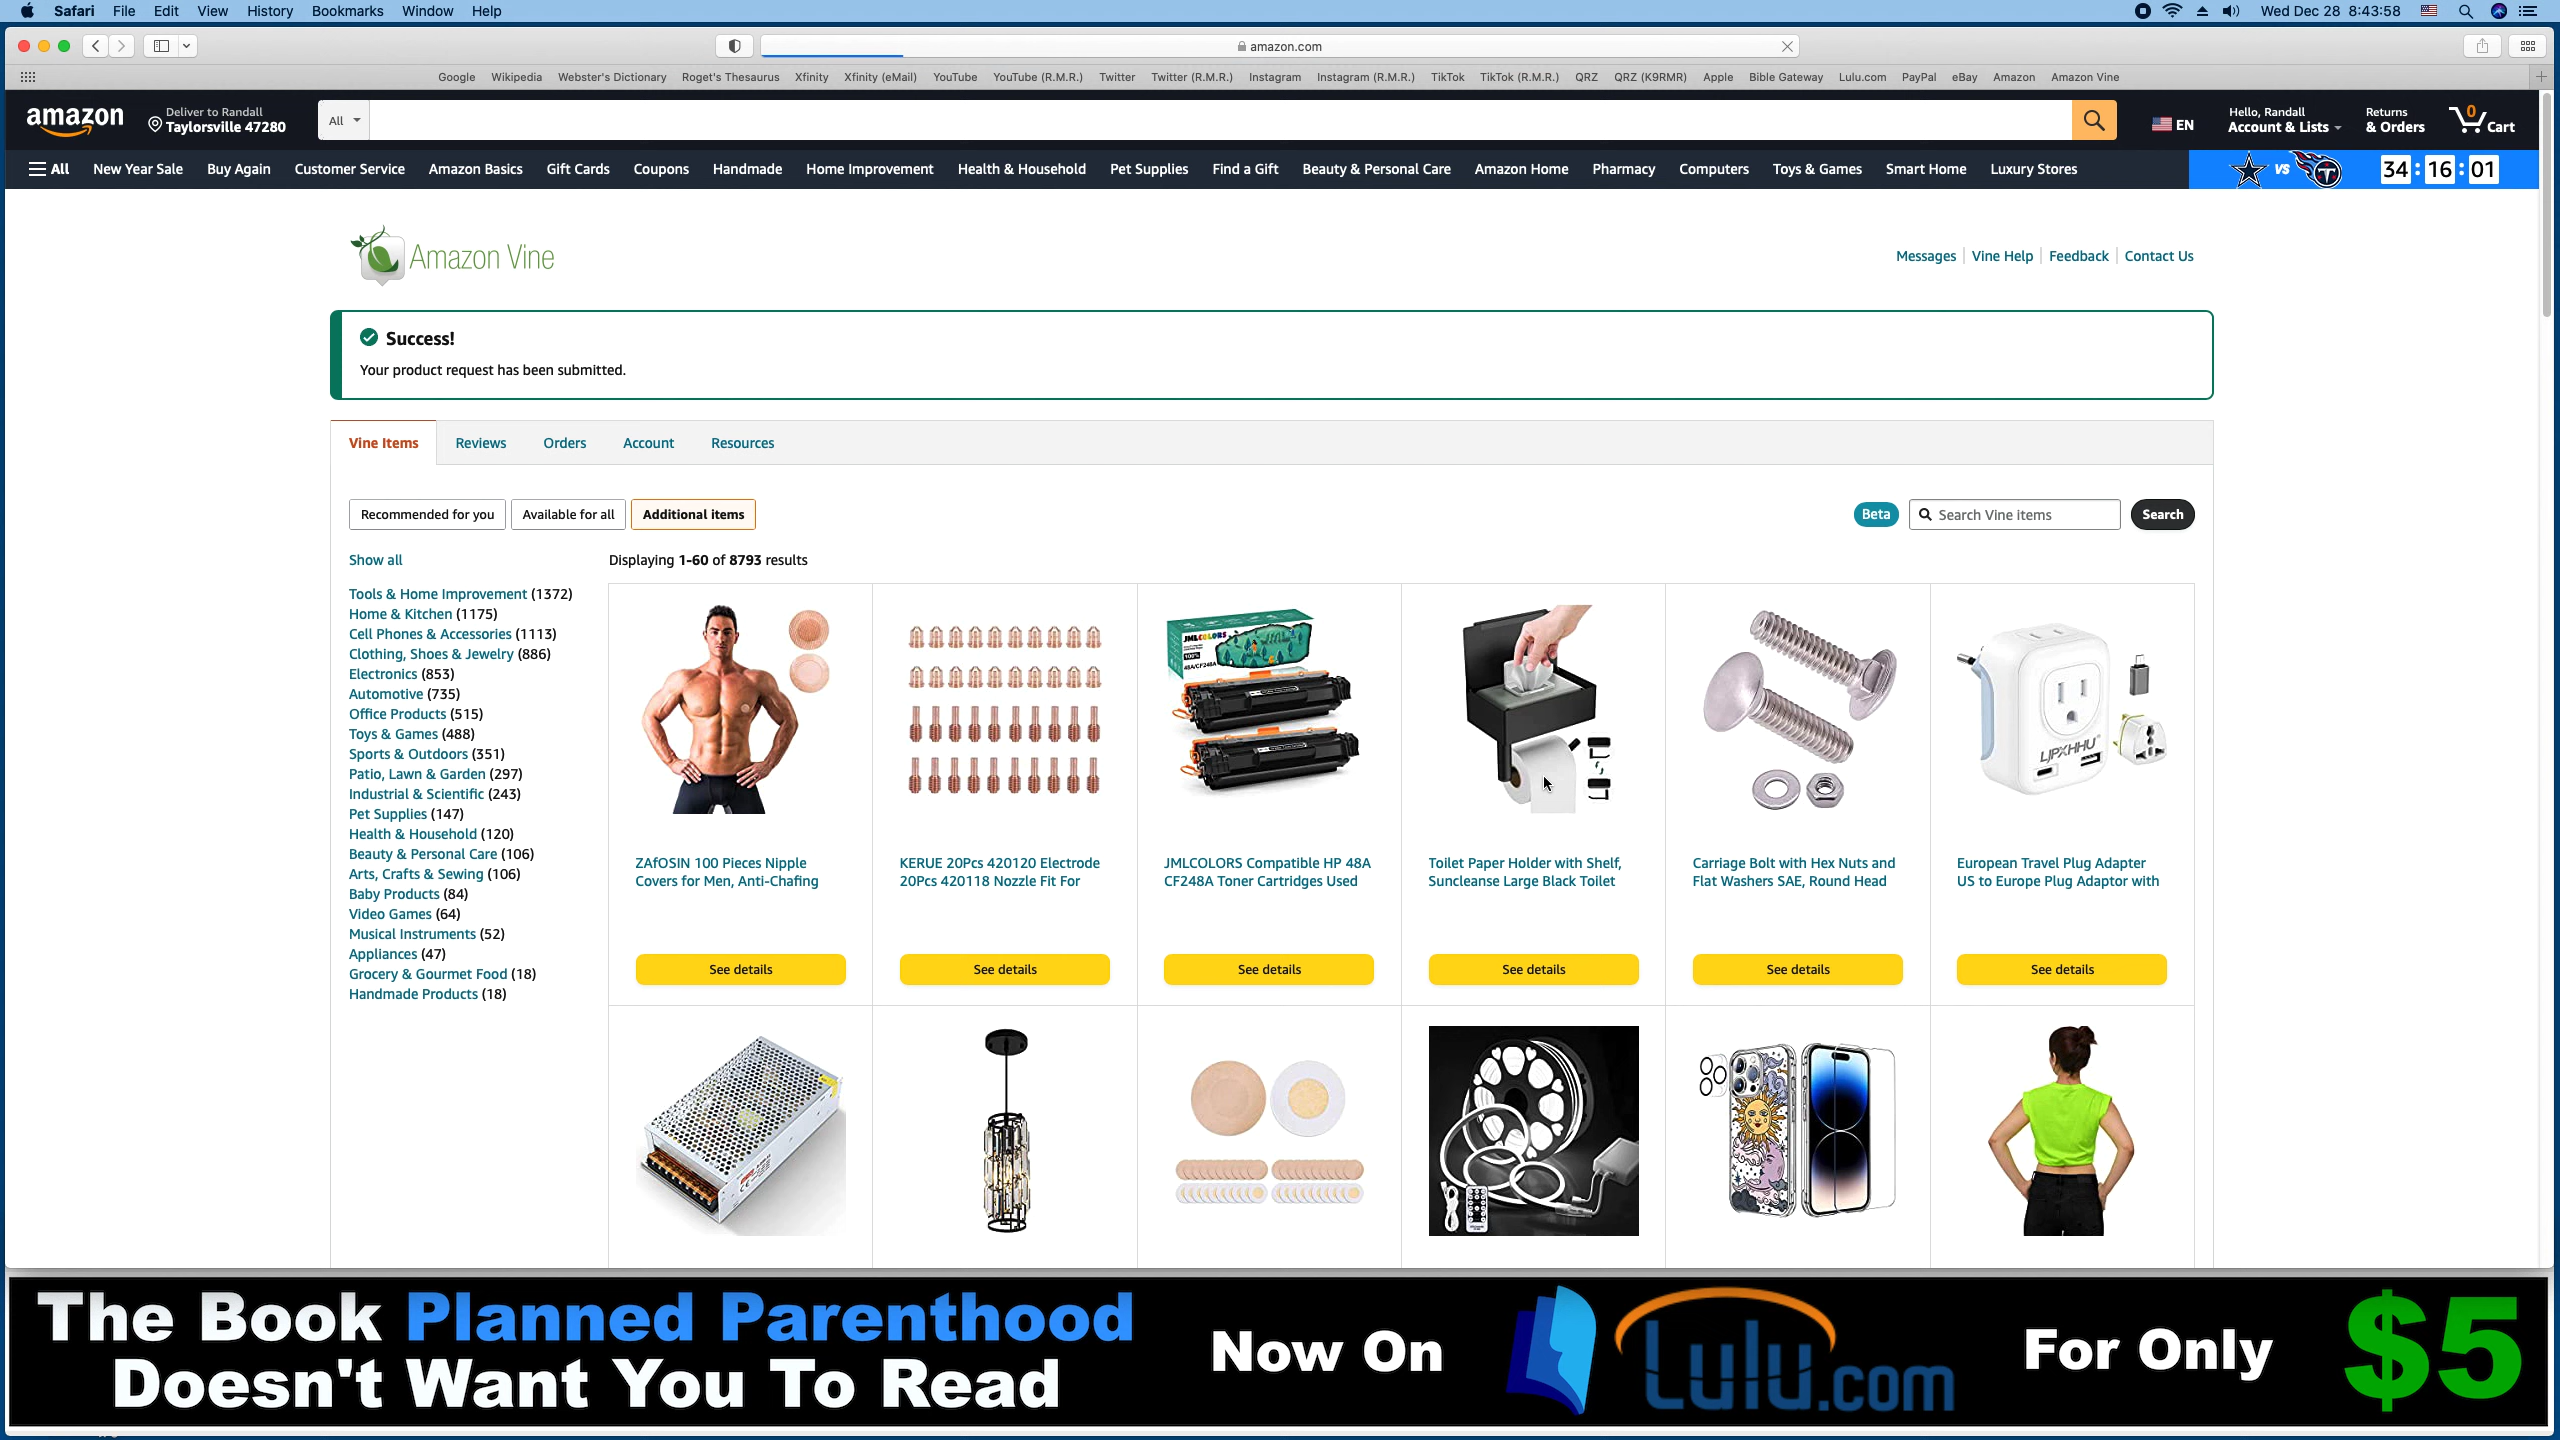 Safari File Edit View History Bookmarks Window Help
Wed Dec 28 8:43:58
amazon.com
Google Wikipedia Webster's Dictionary Roget's Thesaurus Xfinity Xfinity (eMail) YouTube YouTube (R.M.R.) Twitter Twitter (R.M.R.) Instagram Instagram (R.M.R.) TikTok TikTok (R.M.R.) QRZ QRZ (K9RMR) Apple Bible Gateway Lulu.com PayPal eBay Amazon Amazon Vine
amazon
Deliver to Randall
Taylorsville 47280
All
EN
Hello, Randall
Account & Lists
Returns
& Orders
0
Cart
All New Year Sale Buy Again Customer Service Amazon Basics Gift Cards Coupons Handmade Home Improvement Health & Household Pet Supplies Find a Gift Beauty & Personal Care Amazon Home Pharmacy Computers Toys & Games Smart Home Luxury Stores
VS
34:16:01
Amazon Vine
Messages Vine Help Feedback Contact Us
Success!
Your product request has been submitted.
Vine Items Reviews Orders Account Resources
Recommended for you Available for all Additional items
Beta Search Vine items Search
Show all
Displaying 1-60 of 8793 results
Tools & Home Improvement (1372)
Home & Kitchen (1175)
Cell Phones & Accessories (1113)
Clothing, Shoes & Jewelry (886)
Electronics (853)
Automotive (735)
Office Products (515)
Toys & Games (488)
Sports & Outdoors (351)
Patio, Lawn & Garden (297)
Industrial & Scientific (243)
Pet Supplies (147)
Health & Household (120)
Beauty & Personal Care (106)
Arts, Crafts & Sewing (106)
Baby Products (84)
Video Games (64)
Musical Instruments (52)
Appliances (47)
Grocery & Gourmet Food (18)
Handmade Products (18)
JMLCOLORS
48A/CF248A
LJPXHHU
ZAfOSIN 100 Pieces Nipple
Covers for Men, Anti-Chafing
KERUE 20Pcs 420120 Electrode
20Pcs 420118 Nozzle Fit For
JMLCOLORS Compatible HP 48A
CF248A Toner Cartridges Used
Toilet Paper Holder with Shelf,
Suncleanse Large Black Toilet
Carriage Bolt with Hex Nuts and
Flat Washers SAE, Round Head
European Travel Plug Adapter
US to Europe Plug Adaptor with
See details See details See details See details See details See details
The Book Planned Parenthood
Doesn't Want You To Read
Now On
Lulu.com
For Only
$5